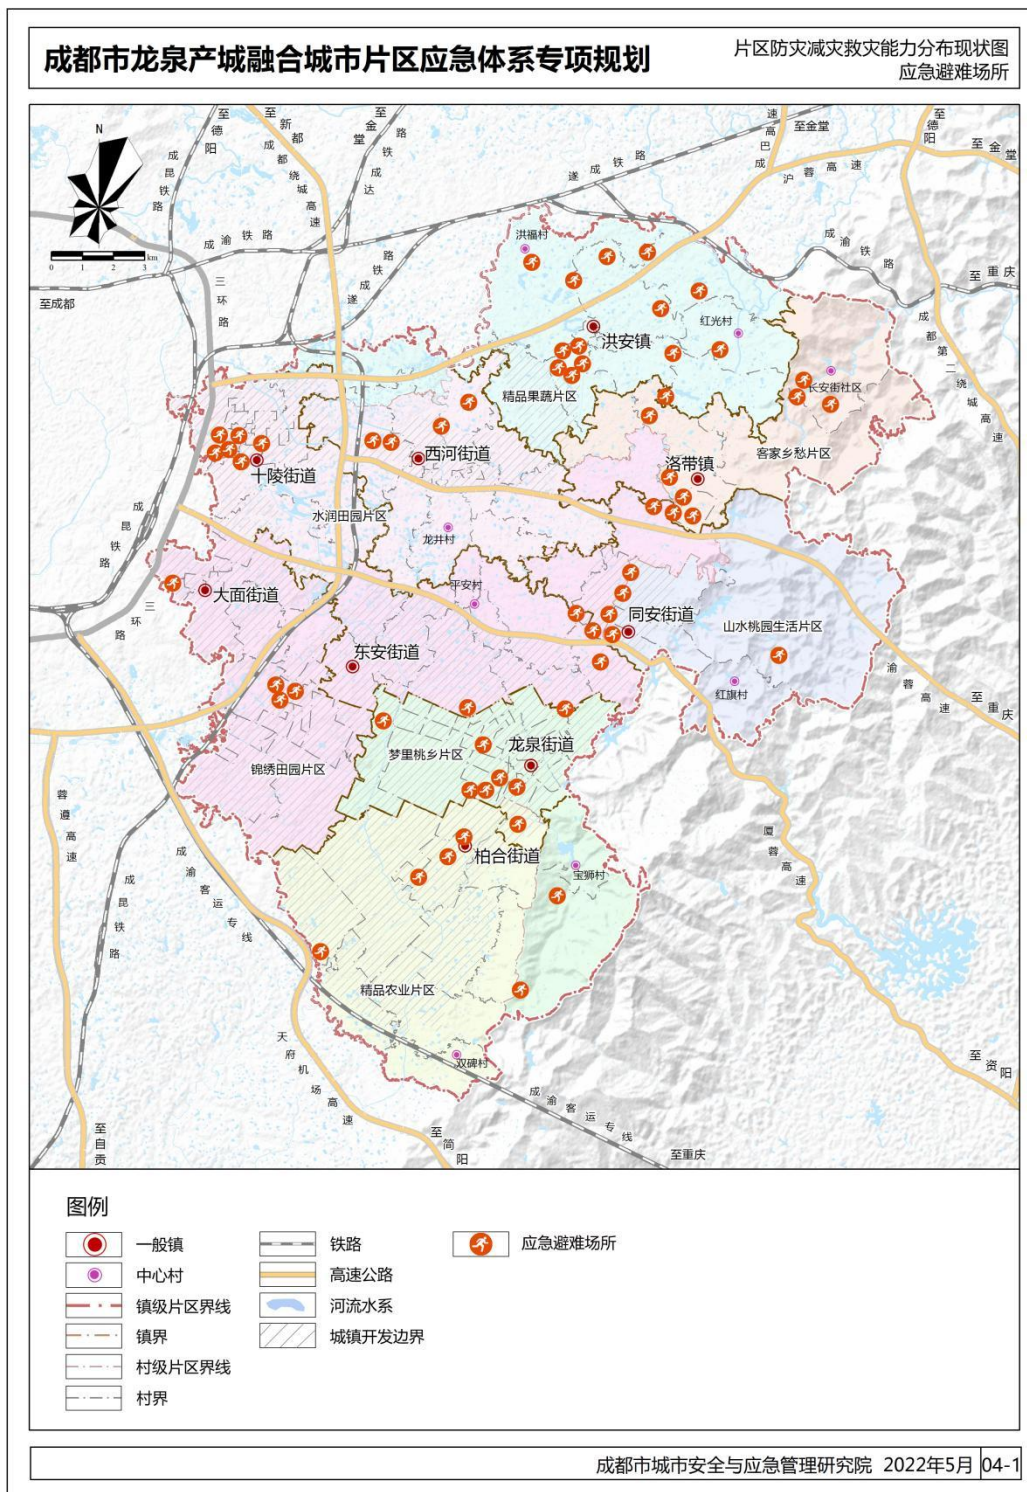 成都市龙泉产城融合城市片区应急体系专项规划
片区防灾减灾救灾能力分布现状图
应急避难场所
N
0 1 2 3 km
至德阳
至新都
至金堂
至金堂
至德阳
至金堂
成昆铁路
成都绕城高速
成达铁路
遂成铁路
成巴高速
沪蓉高速
成渝铁路
成渝铁路
至重庆
至成都
三环路
遂成铁路
成都第二绕城高速
洪福村
洪安镇
红光村
精品果蔬片区
长安街社区
客家乡愁片区
西河街道
洛带镇
十陵街道
水润田园片区
龙井村
成昆铁路
三环路
大面街道
平安村
同安街道
山水桃园生活片区
东安街道
红旗村
渝蓉高速
至重庆
龙泉街道
梦里桃乡片区
锦绣田园片区
蓉遵高速
成昆铁路
成渝客运专线
柏合街道
宝狮村
厦蓉高速
精品农业片区
双碑村
天府机场高速
成渝客运专线
至自贡
至简阳
至重庆
至资阳
图例
一般镇
铁路
应急避难场所
中心村
高速公路
镇级片区界线
河流水系
镇界
城镇开发边界
村级片区界线
村界
成都市城市安全与应急管理研究院 2022年5月 04-1